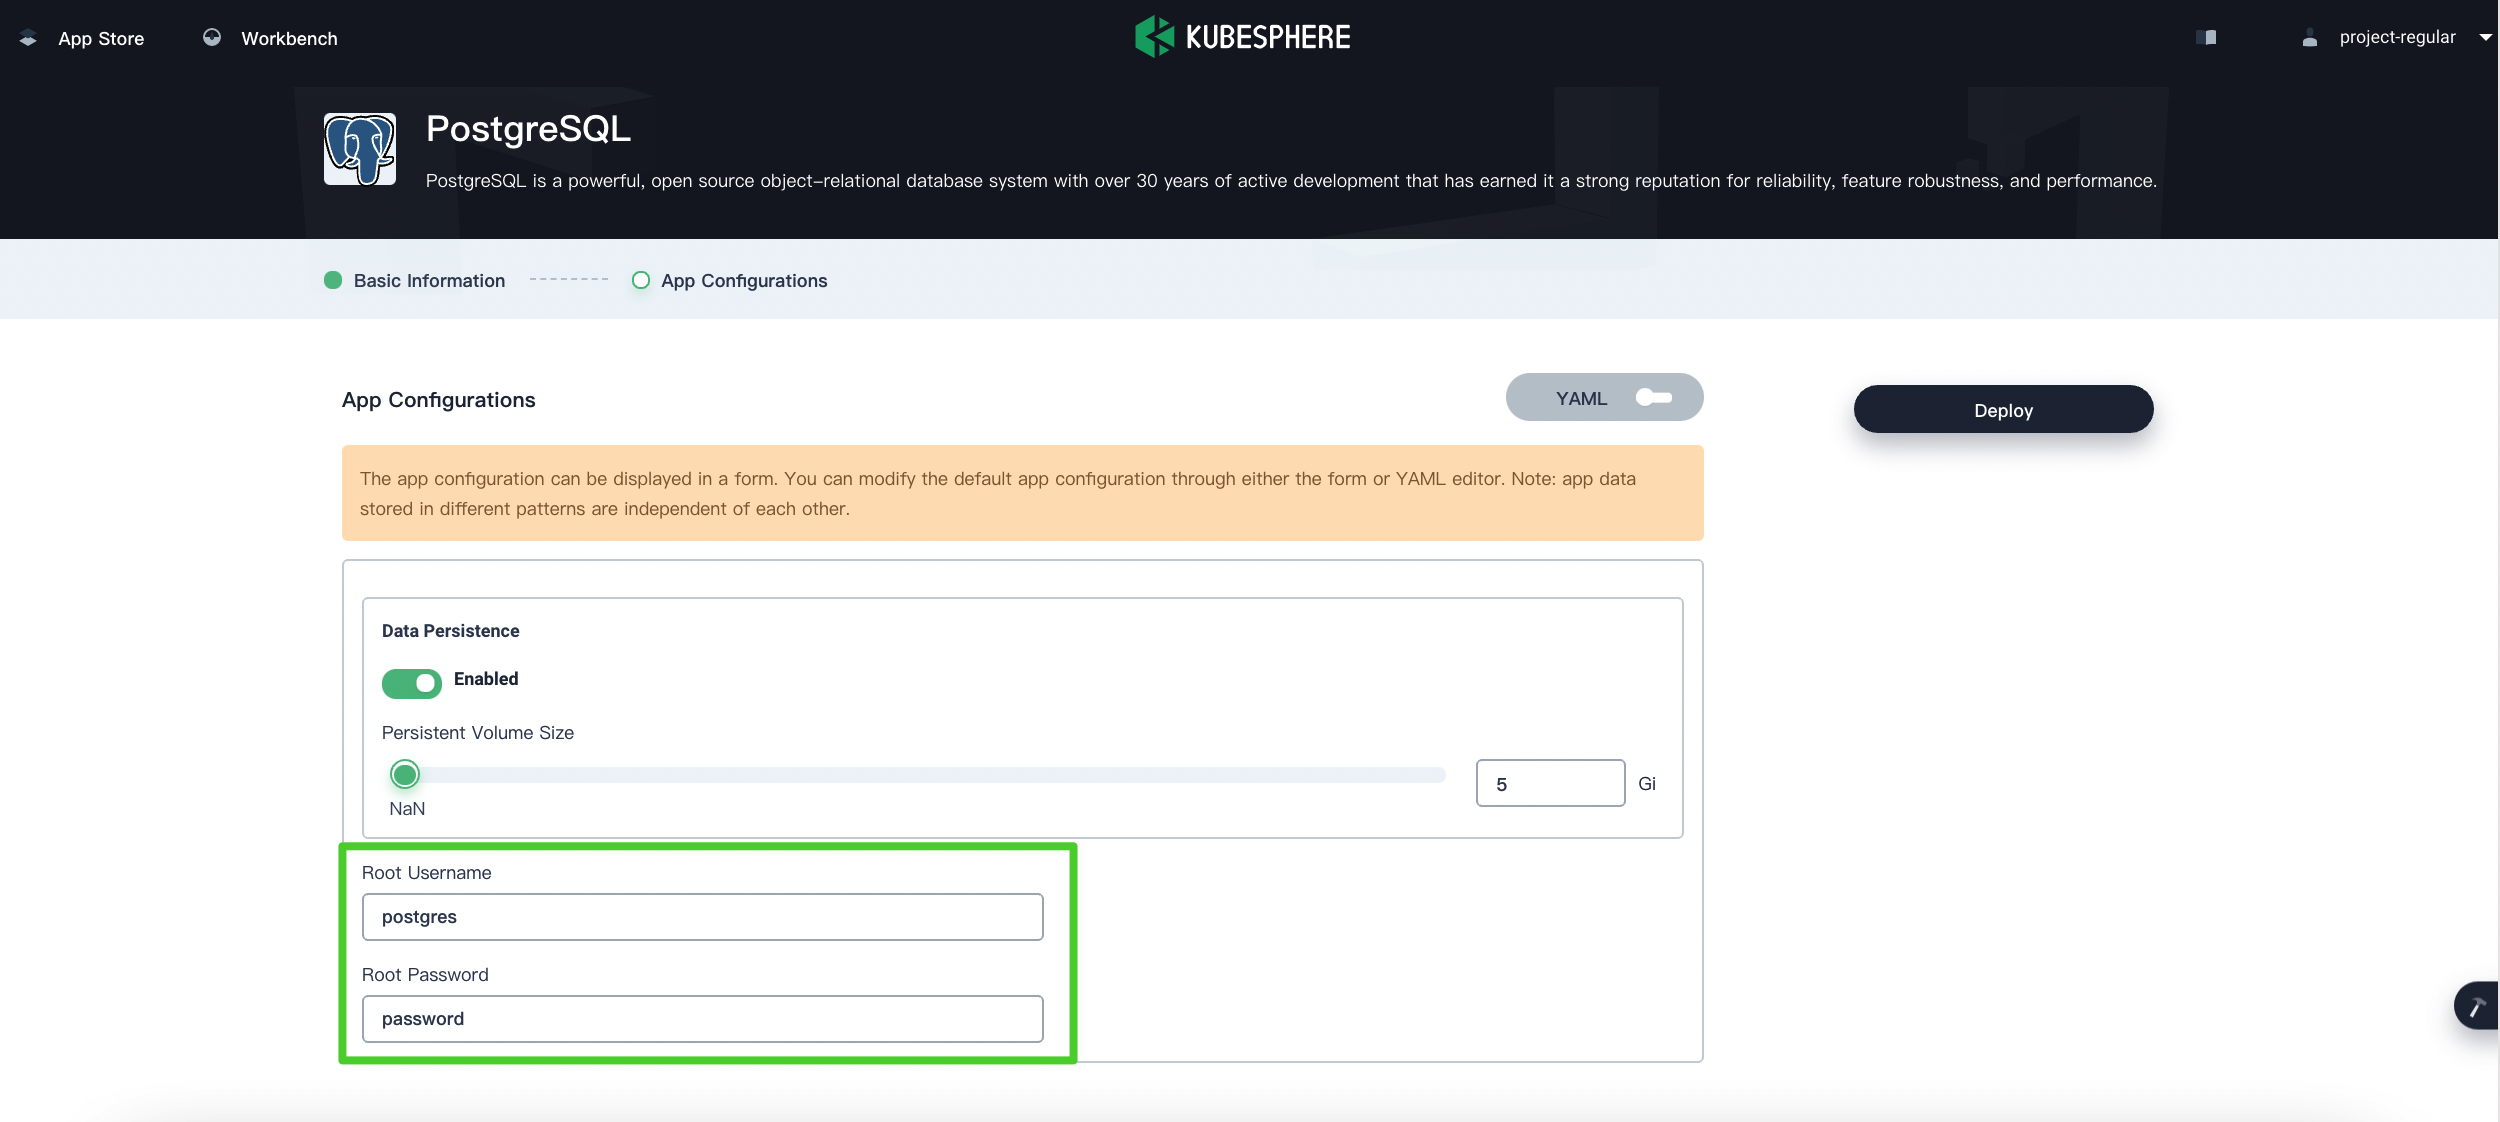 App Store
Workbench
KUBESPHERE
project-regular
PostgreSQL
PostgreSQL is a powerful, open source object–relational database system with over 30 years of active development that has earned it a strong reputation for reliability, feature robustness, and performance.
Basic Information
App Configurations
App Configurations
YAML
Deploy
The app configuration can be displayed in a form. You can modify the default app configuration through either the form or YAML editor. Note: app data
stored in different patterns are independent of each other.
Data Persistence
Enabled
Persistent Volume Size
5
Gi
NaN
Root Username
postgres
Root Password
password